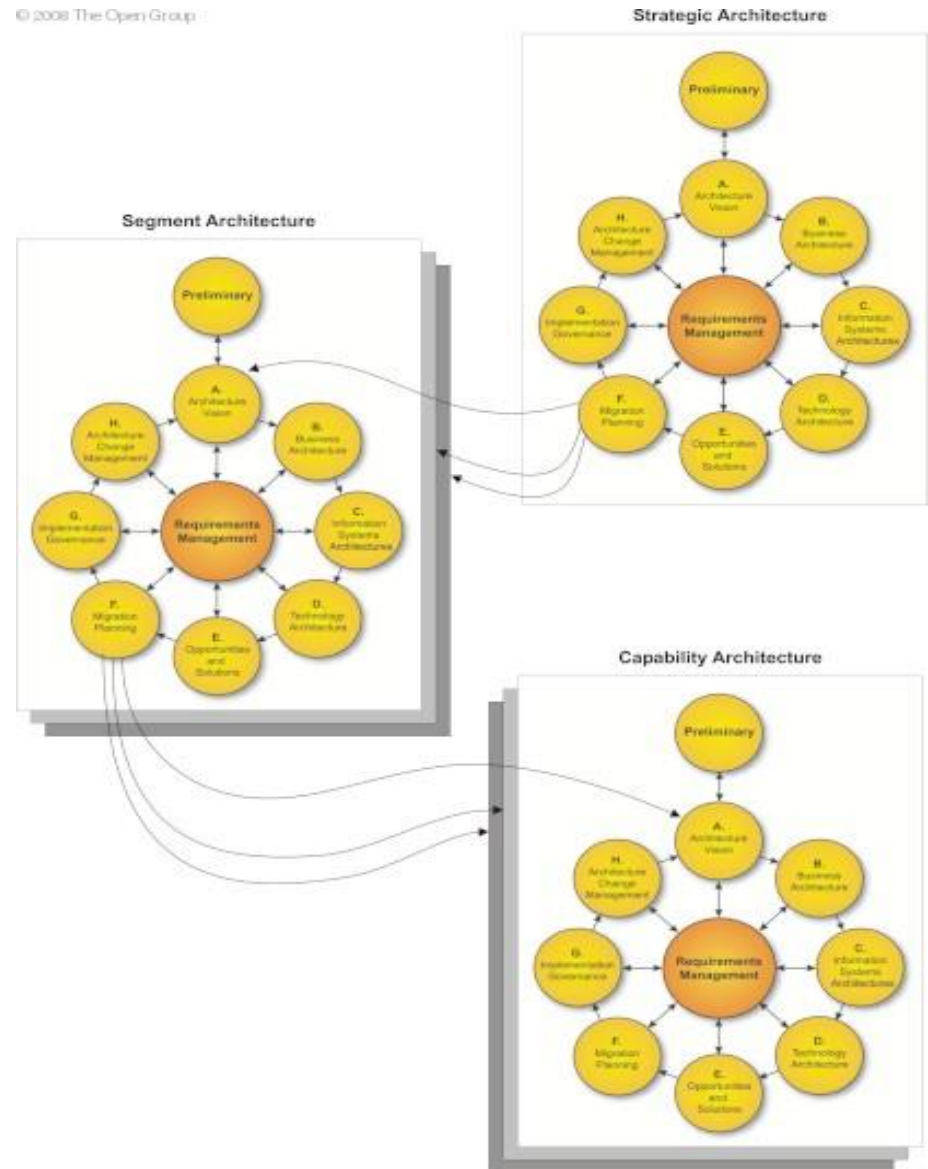 © 2008 The Open Group
Strategic Architecture
Preliminary
A.
Architecture
Vision
B.
Business
Architecture
C.
Information
Systems
Architectures
D.
Technology
Architecture
E.
Opportunities
and
Solutions
F.
Migration
Planning
G.
Implementation
Governance
H.
Architecture
Change
Management
Requirements
Management
Segment Architecture
Preliminary
A.
Architecture
Vision
B.
Business
Architecture
C.
Information
Systems
Architectures
D.
Technology
Architecture
E.
Opportunities
and
Solutions
F.
Migration
Planning
G.
Implementation
Governance
H.
Architecture
Change
Management
Requirements
Management
Capability Architecture
Preliminary
A.
Architecture
Vision
B.
Business
Architecture
C.
Information
Systems
Architectures
D.
Technology
Architecture
E.
Opportunities
and
Solutions
F.
Migration
Planning
G.
Implementation
Governance
H.
Architecture
Change
Management
Requirements
Management